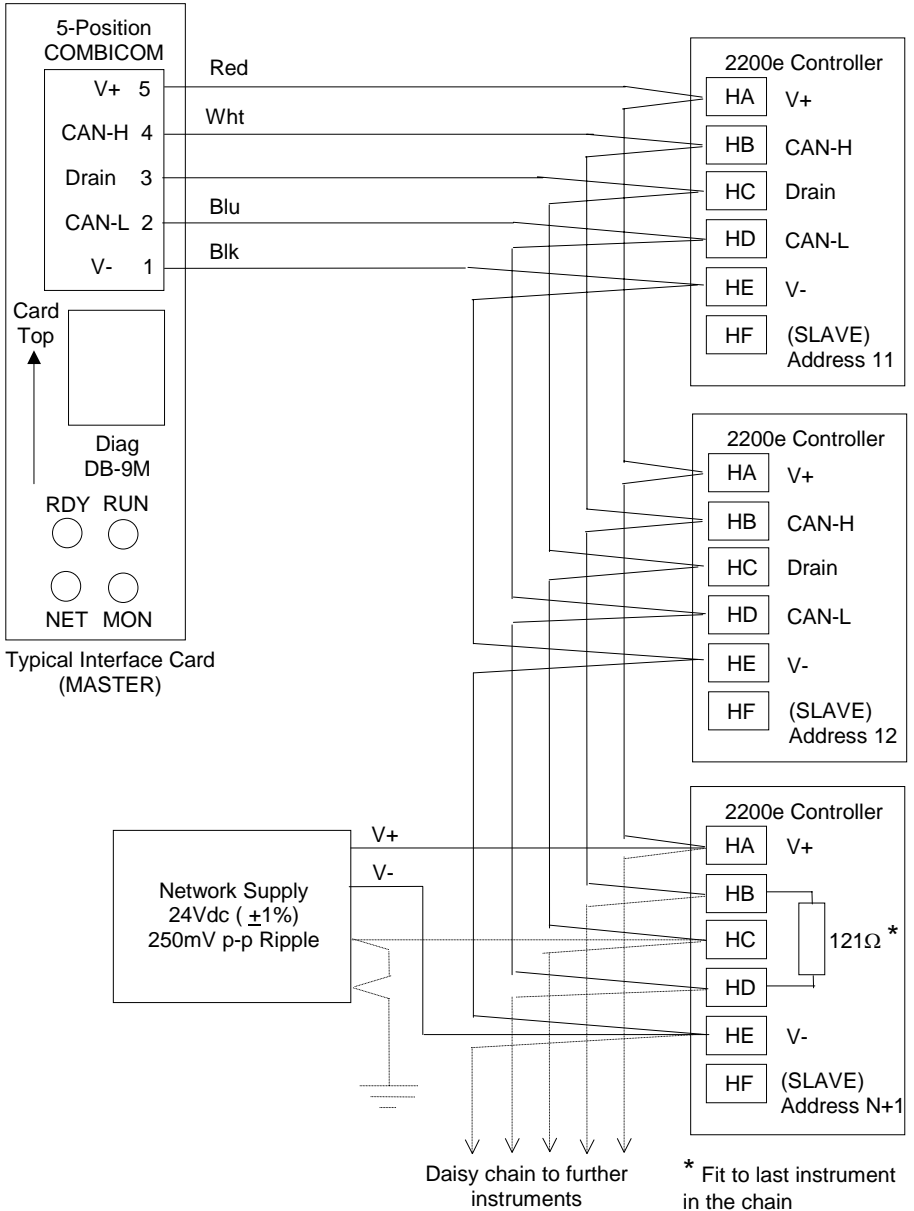 5-Position
COMBICOM
V+ 5
CAN-H 4
Drain 3
CAN-L 2
V- 1
Red
Wht
Blu
Blk
Card
Top
Diag
DB-9M
RDY RUN
NET MON
Typical Interface Card
(MASTER)
2200e Controller
HA V+
HB CAN-H
HC Drain
HD CAN-L
HE V-
HF (SLAVE)
Address 11
2200e Controller
HA V+
HB CAN-H
HC Drain
HD CAN-L
HE V-
HF (SLAVE)
Address 12
Network Supply
24Vdc ( ±1%)
250mV p-p Ripple
V+
V-
2200e Controller
HA V+
HB
HC 121Ω *
HD
HE V-
HF (SLAVE)
Address N+1
Daisy chain to further
instruments
* Fit to last instrument
in the chain